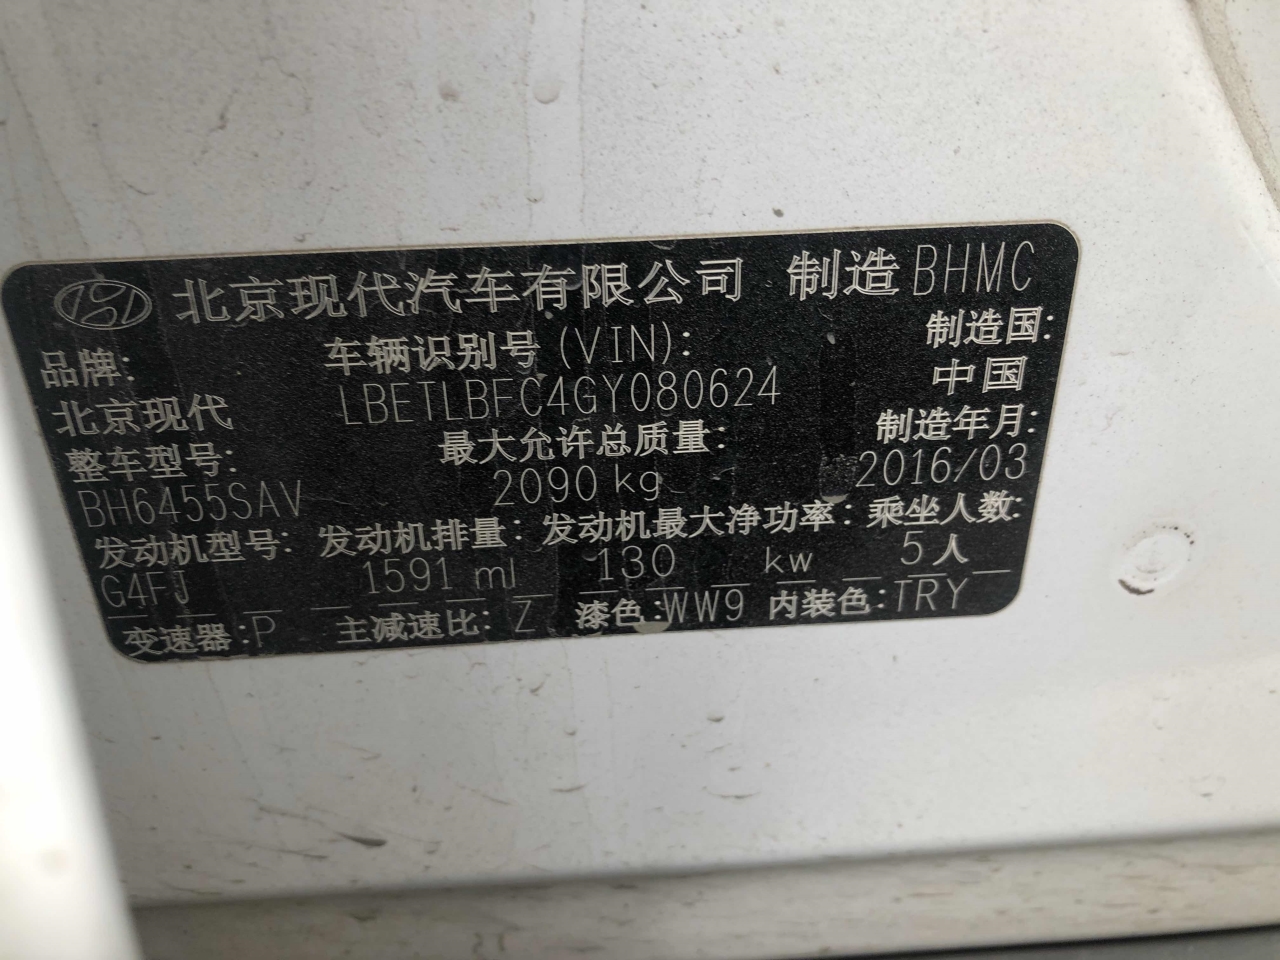 北京现代汽车有限公司 制造 BHMC
品牌: 车辆识别号(VIN): 制造国:
北京现代 LBETLBFC4GY080624 中国
整车型号: 最大允许总质量: 制造年月:
BH6455SAV 2090 kg 2016/03
发动机型号: 发动机排量: 发动机最大净功率: 乘坐人数:
G4FJ 1591 ml 130 kw 5人
变速器:P 主减速比: Z 漆色:WW9 内装色:TRY